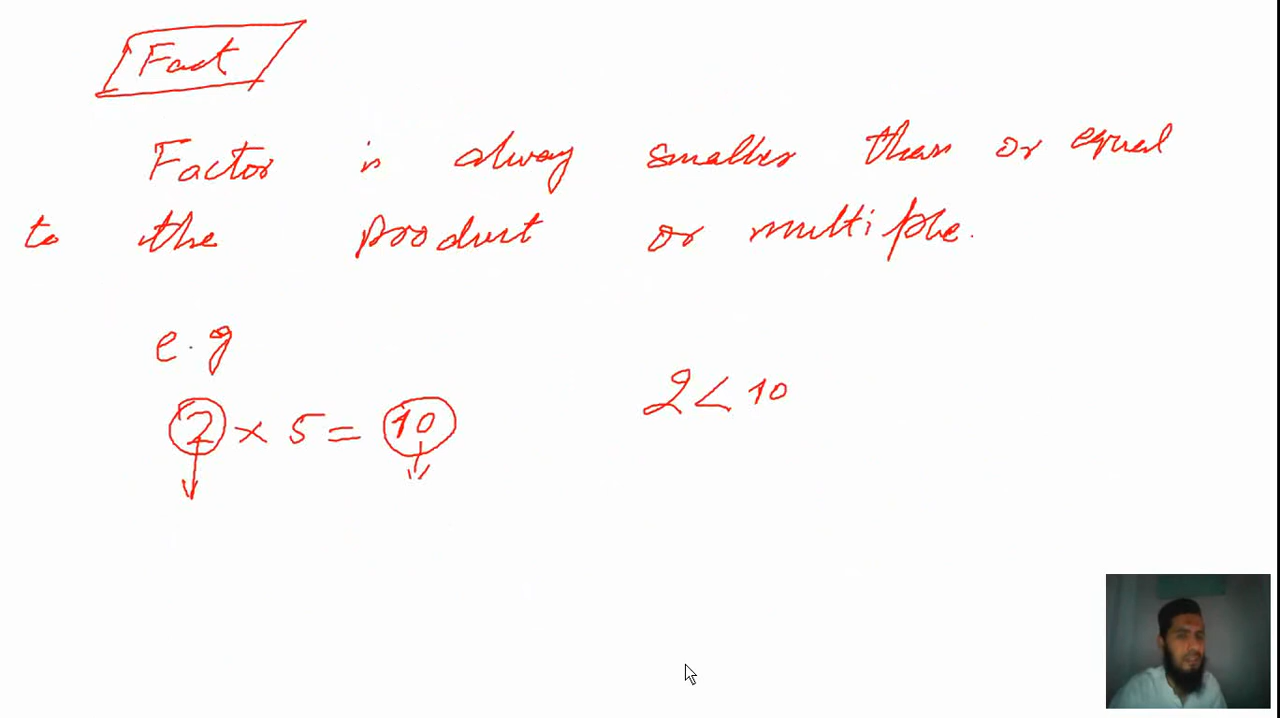 Fact
Factor is alway smaller than or equal
to the product or multiple.
e.g
2 × 5 = 10
2 < 10